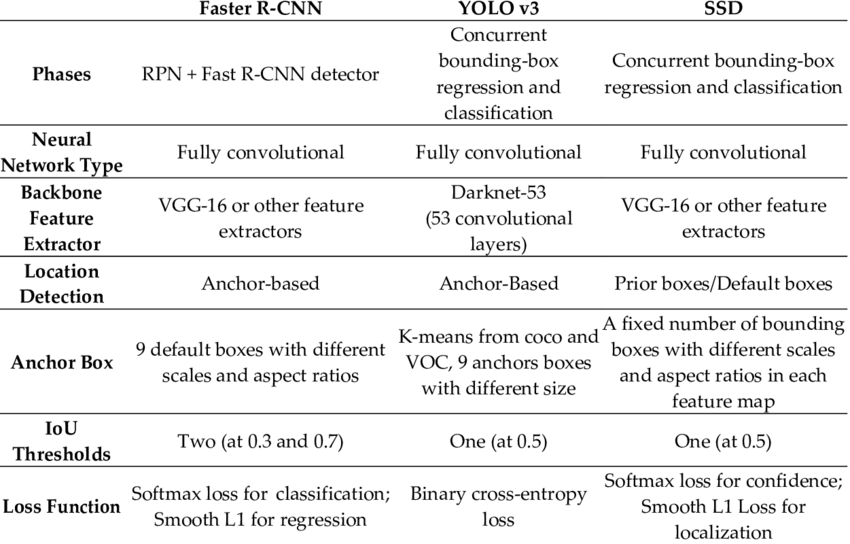 Faster R-CNN YOLO v3 SSD
Phases RPN + Fast R-CNN detector Concurrent
bounding-box
regression and
classification Concurrent bounding-box
regression and classification
Neural
Network Type Fully convolutional Fully convolutional Fully convolutional
Backbone
Feature
Extractor VGG-16 or other feature
extractors Darknet-53
(53 convolutional
layers) VGG-16 or other feature
extractors
Location
Detection Anchor-based Anchor-Based Prior boxes/Default boxes
Anchor Box 9 default boxes with different
scales and aspect ratios K-means from coco and
VOC, 9 anchors boxes
with different size A fixed number of bounding
boxes with different scales
and aspect ratios in each
feature map
IoU
Thresholds Two (at 0.3 and 0.7) One (at 0.5) One (at 0.5)
Loss Function Softmax loss for classification;
Smooth L1 for regression Binary cross-entropy
loss Softmax loss for confidence;
Smooth L1 Loss for
localization